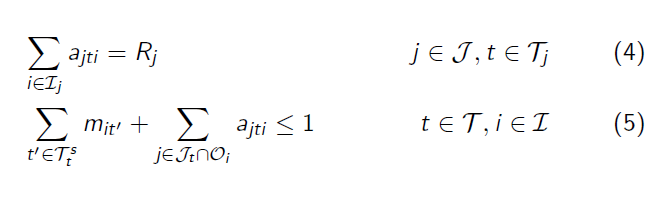 ∑_{i∈ℐ_j} a_{jti} = R_j j ∈ 𝒥, t ∈ 𝒯_j (4)
∑_{t′∈𝒯_t^s} m_{it′} + ∑_{j∈𝒥_t∩𝒪_i} a_{jti} ≤ 1 t ∈ 𝒯, i ∈ ℐ (5)